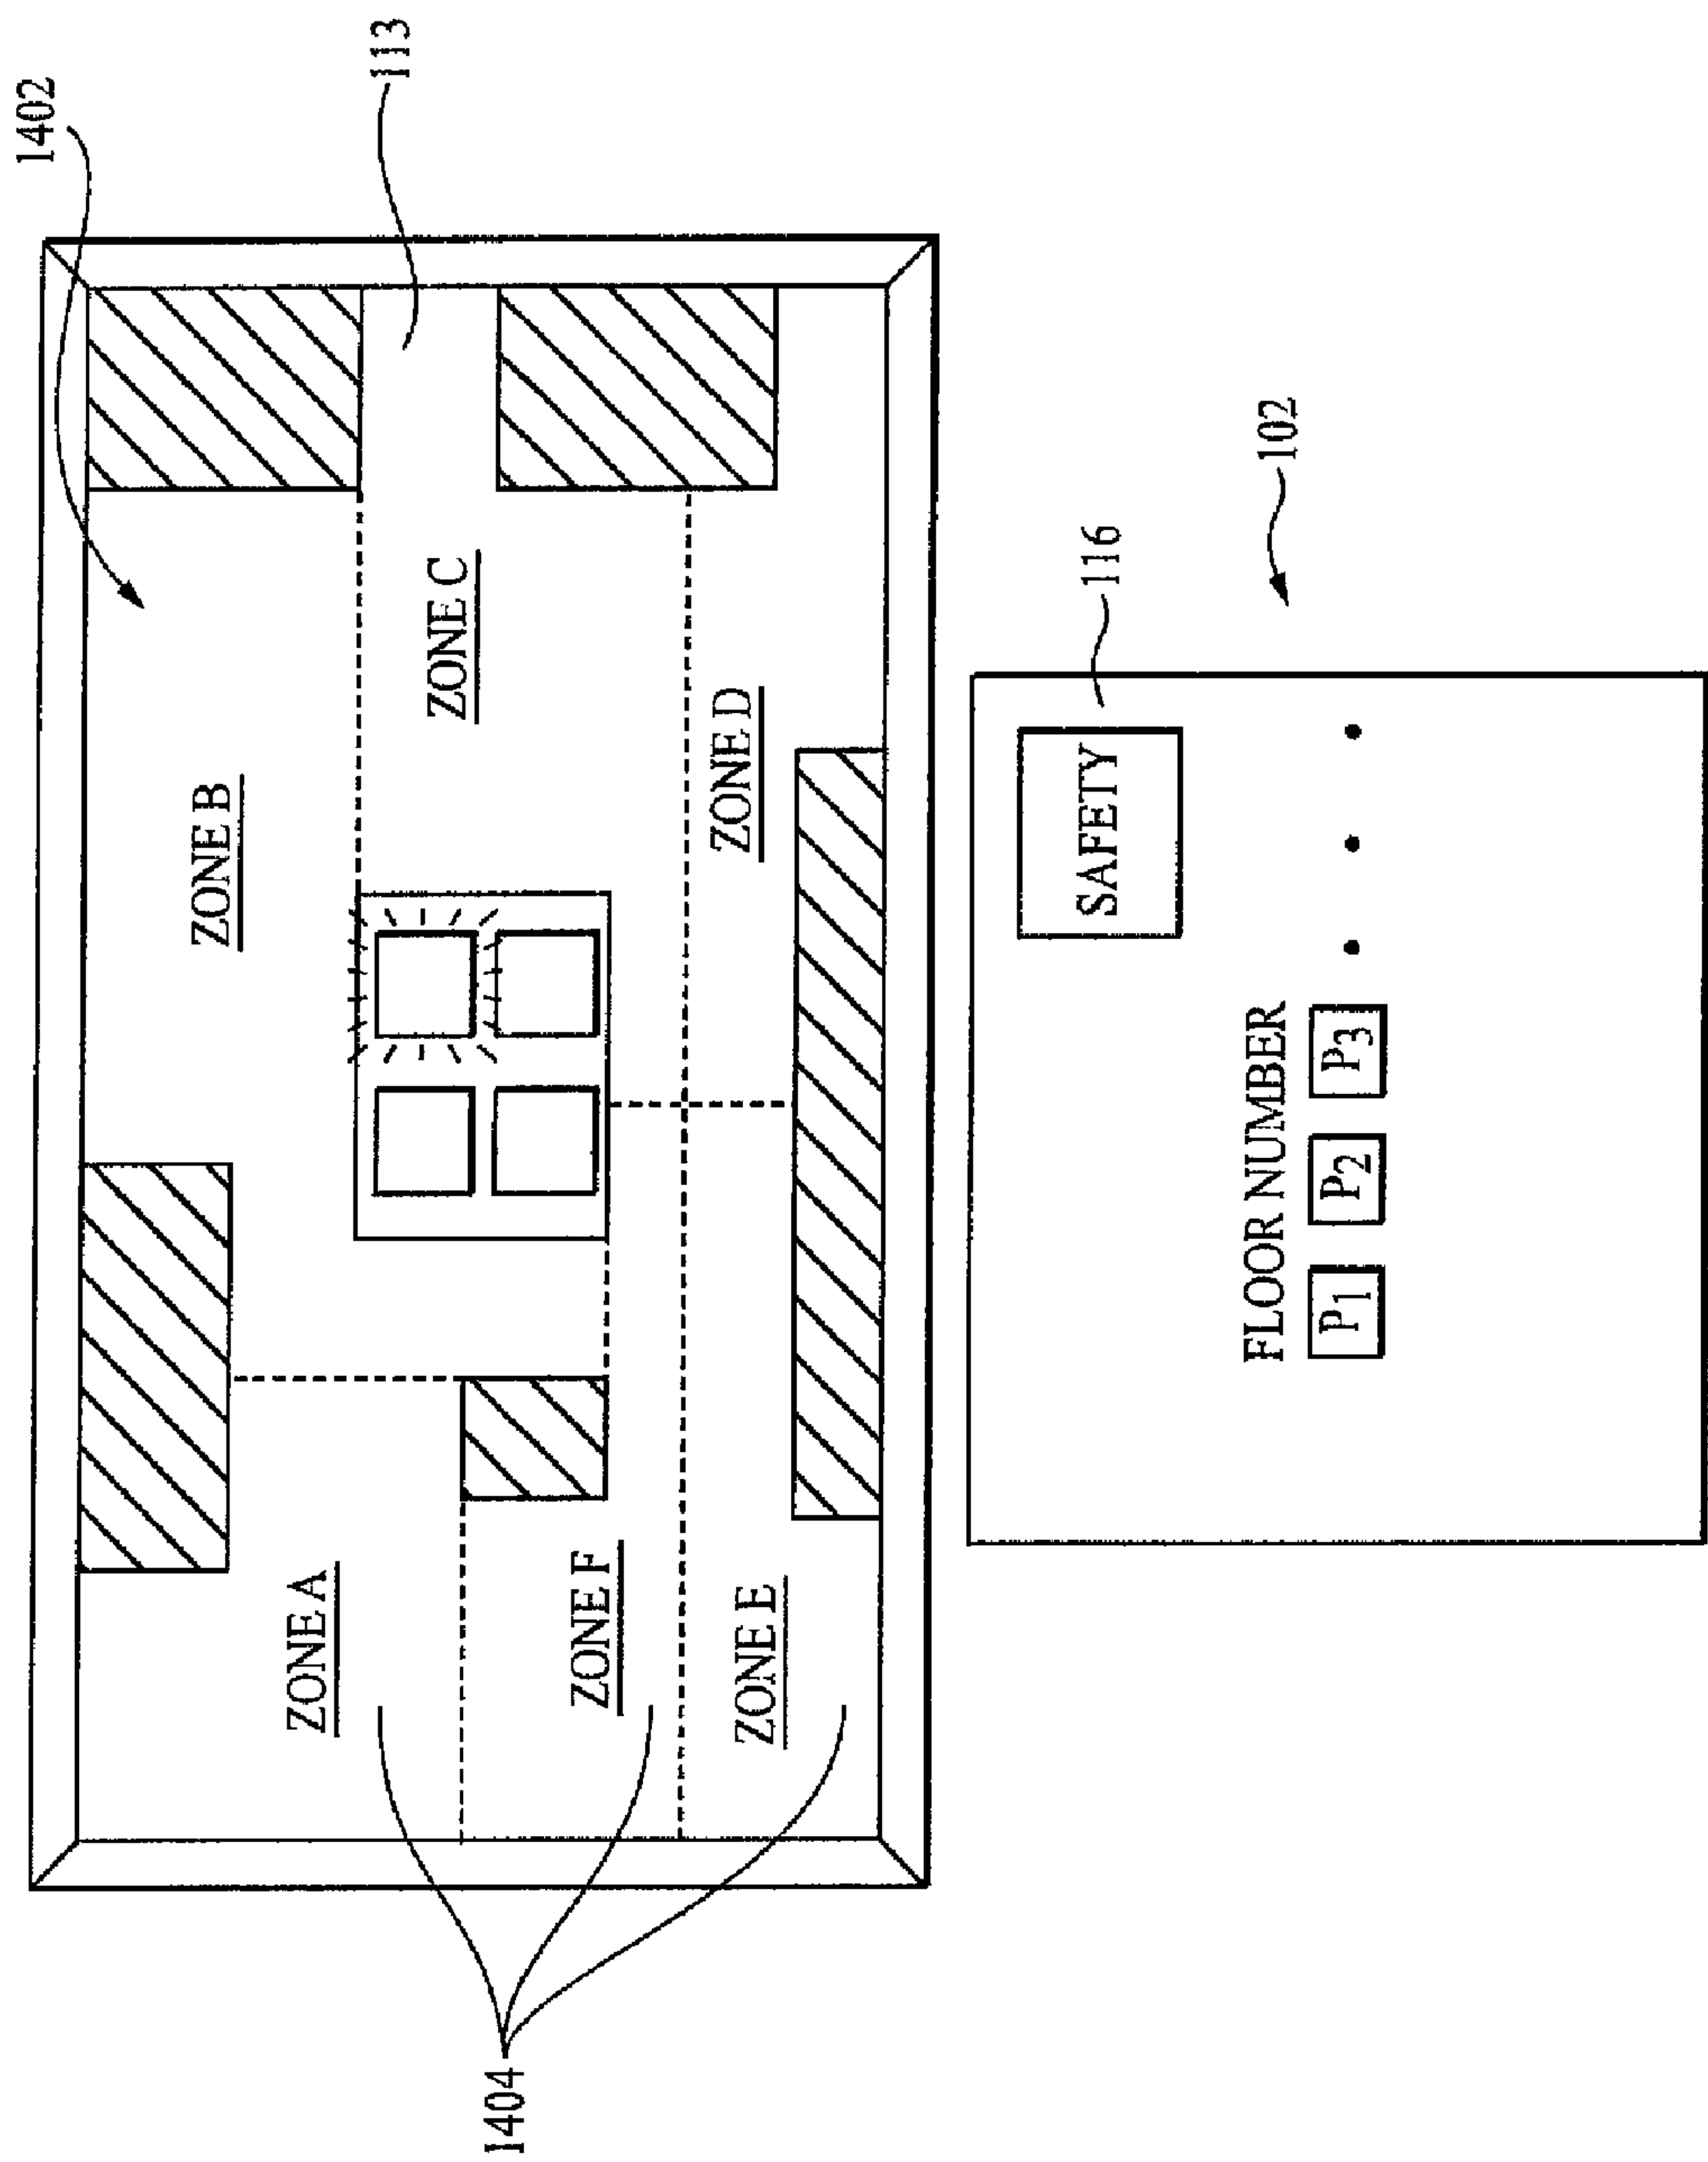 1402
ZONE B
ZONE A
113
ZONE C
1404
ZONE F
ZONE D
ZONE E
SAFETY
116
FLOOR NUMBER
102
P1 P2 P3 • • •